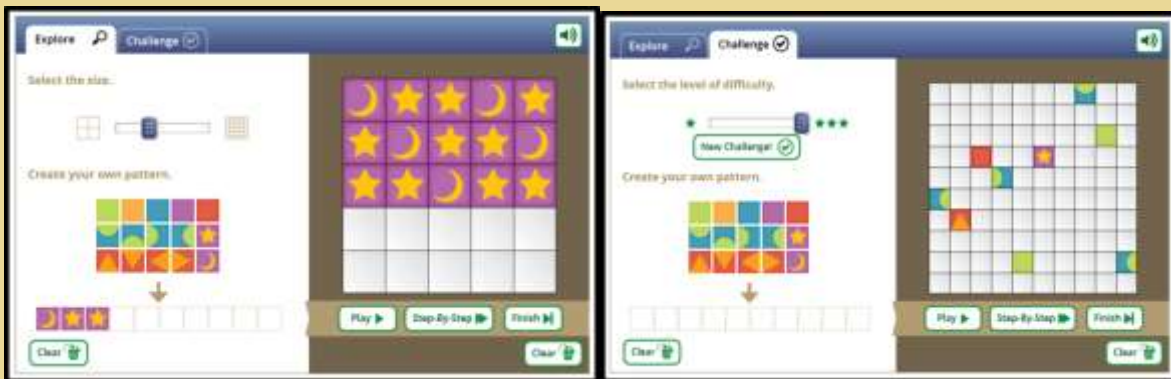 Explore
Challenge
Select the size.
Create your own pattern.
Play
Step-By-Step
Finish
Clear
Clear
Explore
Challenge
Select the level of difficulty.
New Challenge!
Create your own pattern.
Play
Step-By-Step
Finish
Clear
Clear